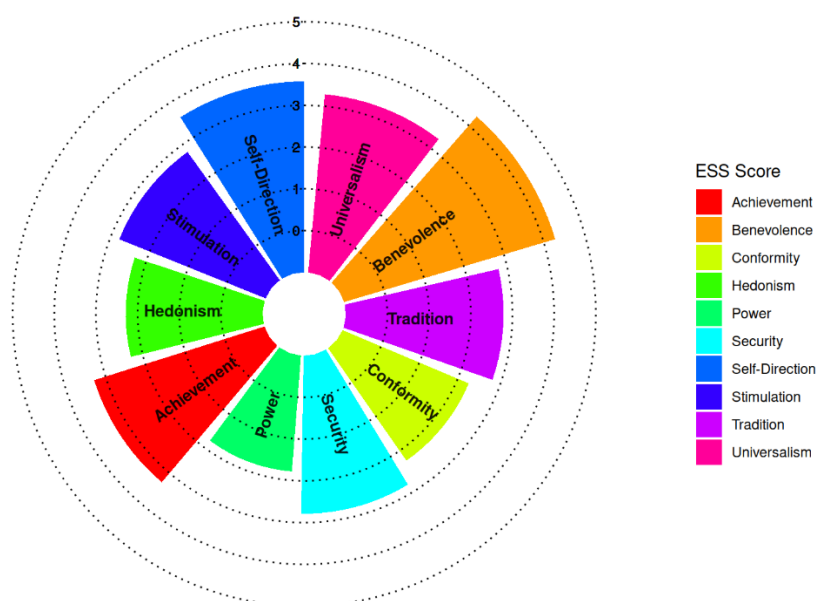 5
4
3
2
1
0
Self-Direction
Universalism
Benevolence
Tradition
Conformity
Security
Power
Achievement
Hedonism
Stimulation
ESS Score
Achievement
Benevolence
Conformity
Hedonism
Power
Security
Self-Direction
Stimulation
Tradition
Universalism